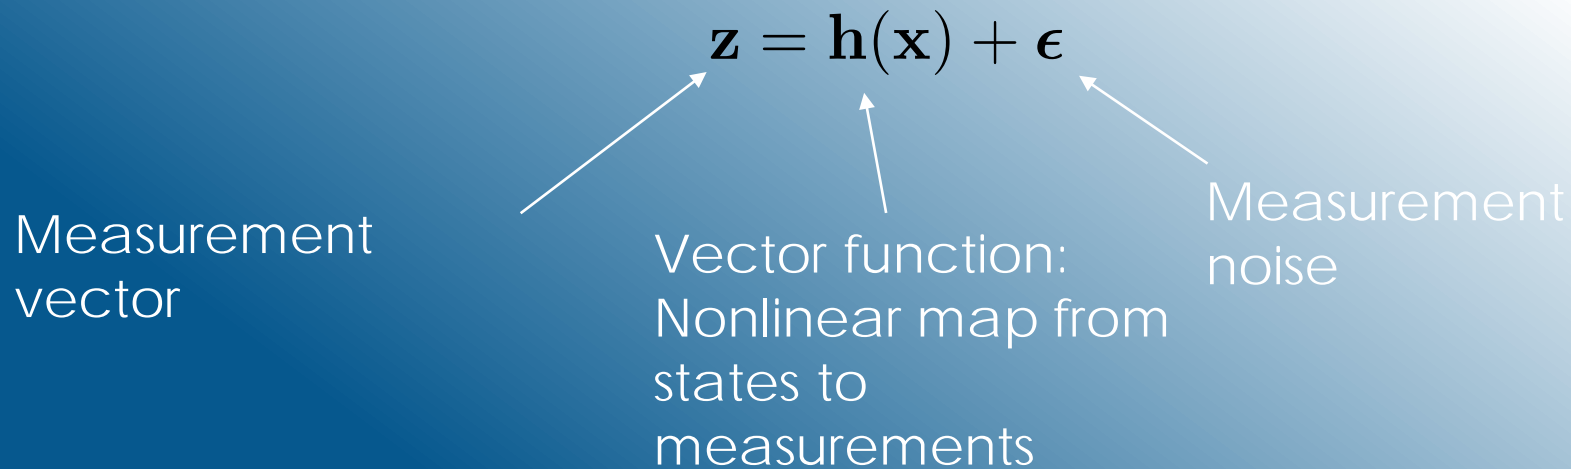 z = h(x) + ϵ
Measurement
vector
Vector function:
Nonlinear map from
states to
measurements
Measurement
noise